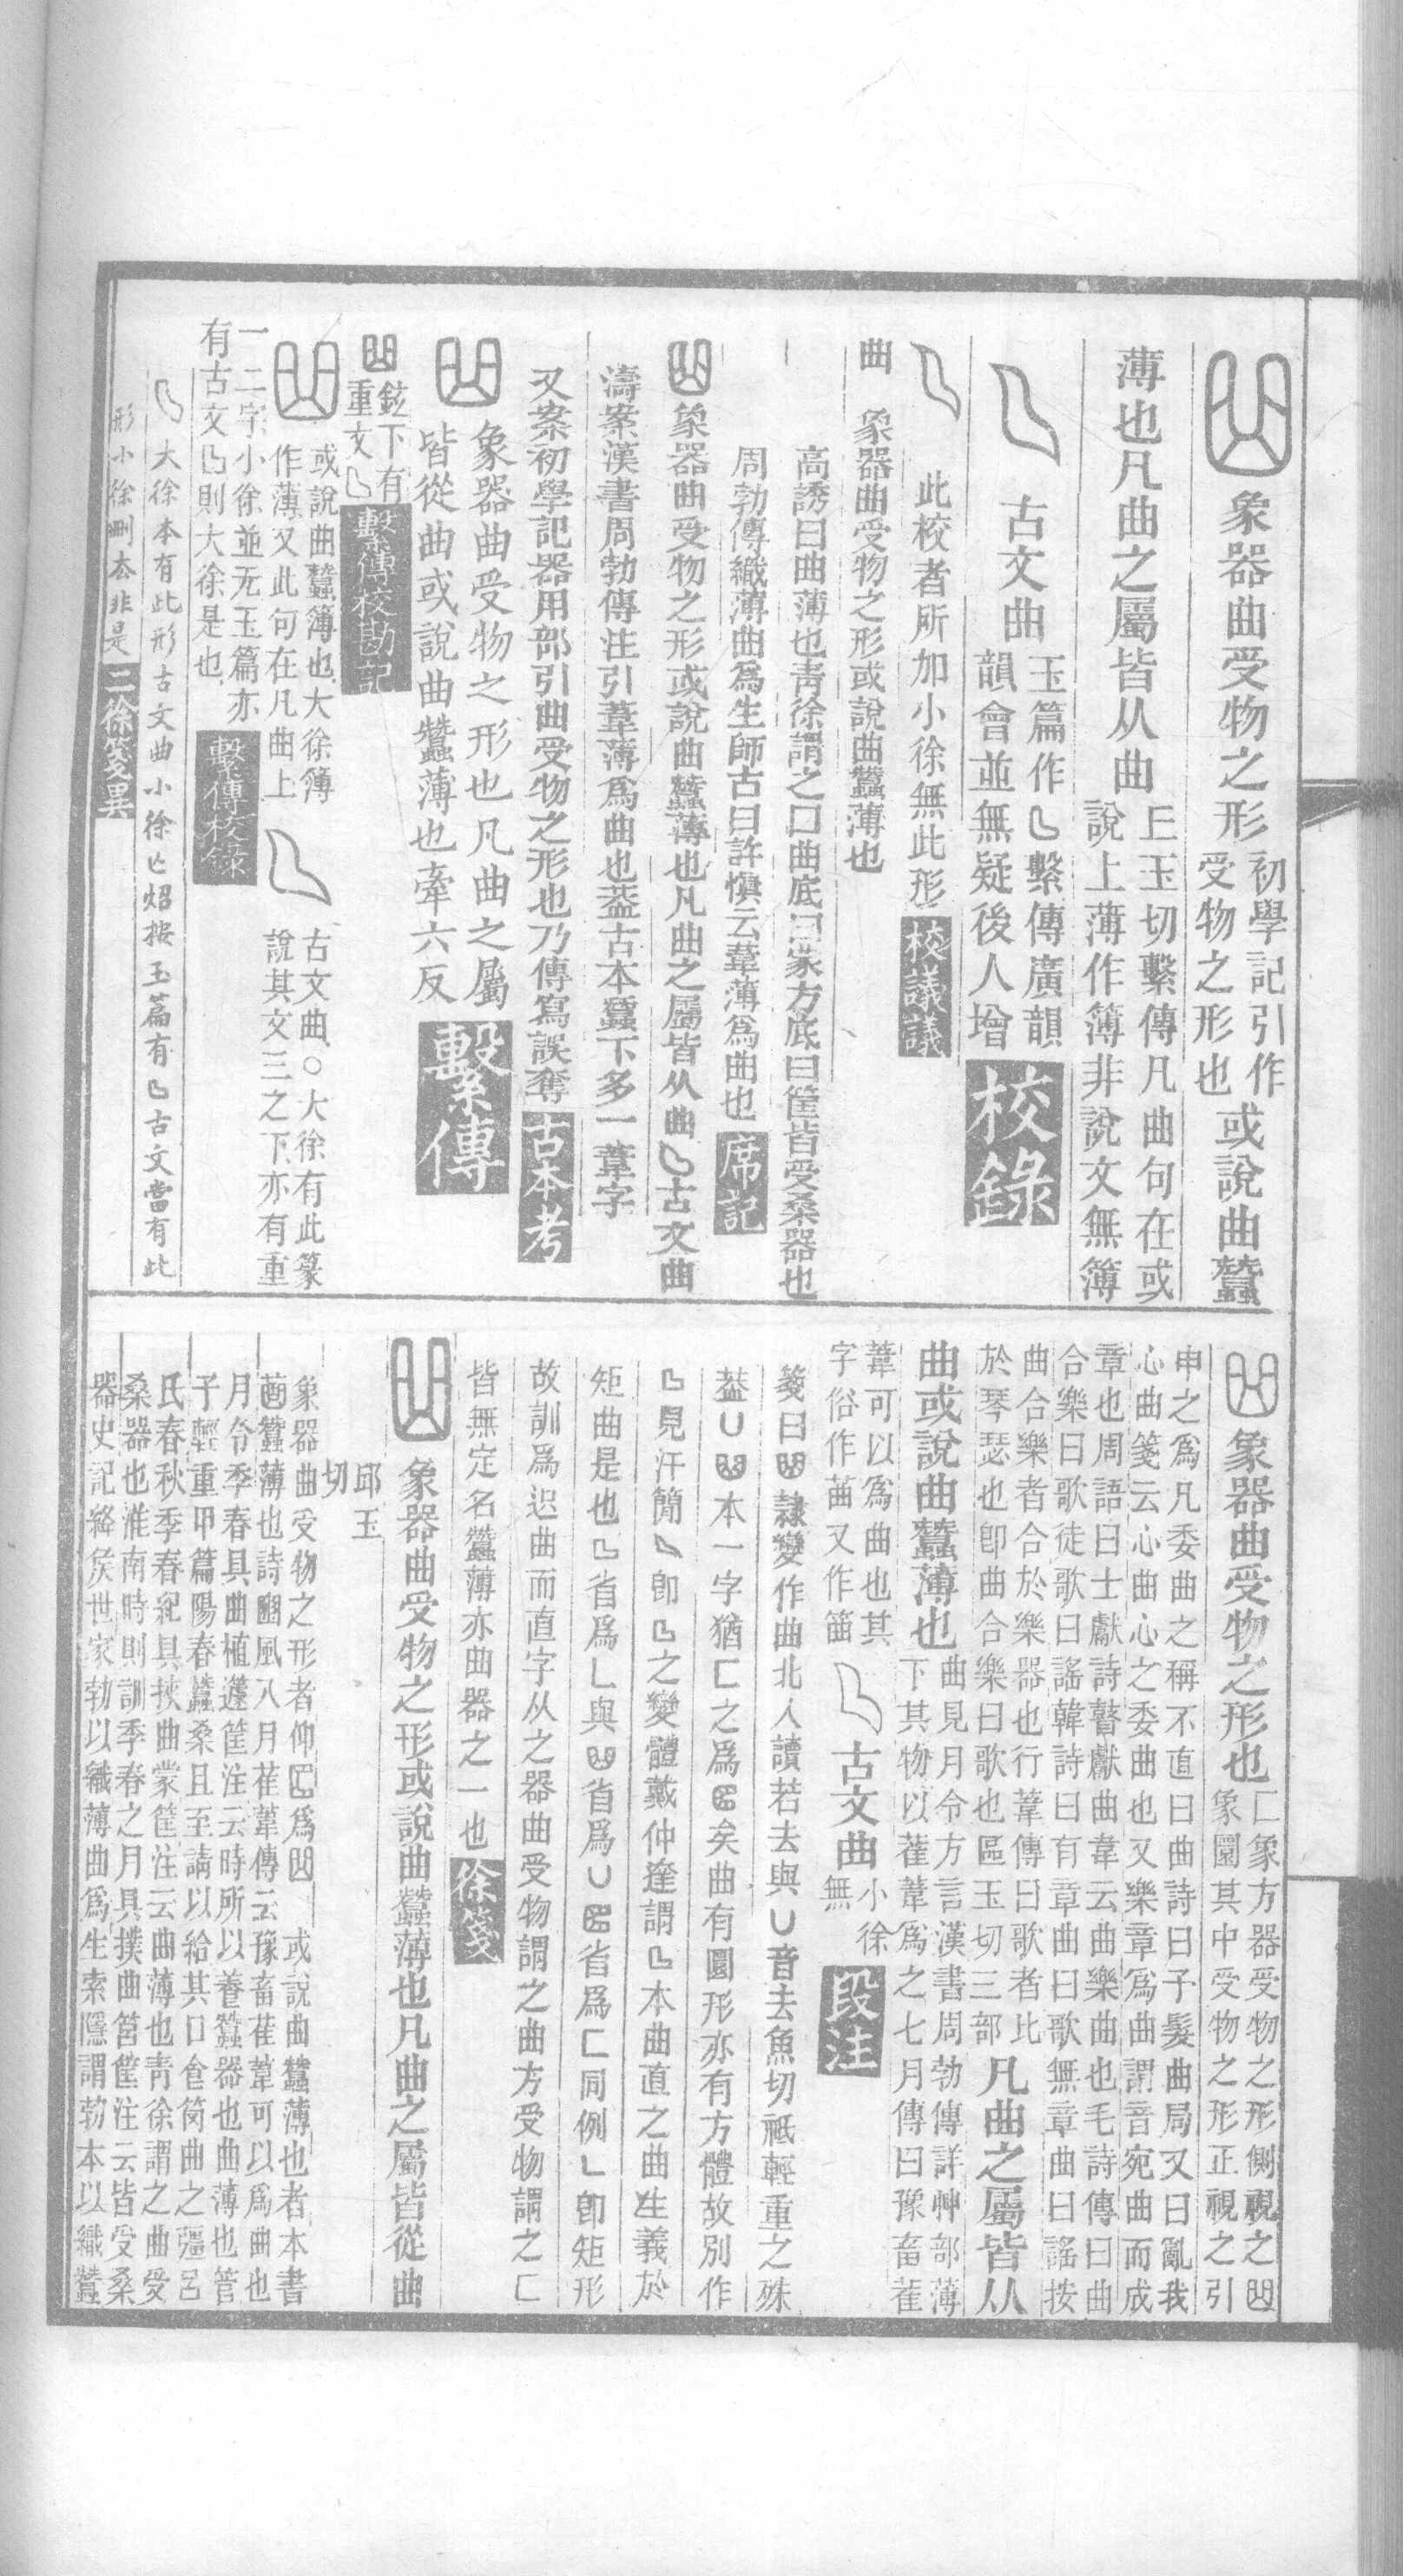 象器曲受物之形初學記引作受物之形也或說曲蠶
薄也凡曲之屬皆从曲說上薄作簿非說文無簿
古文曲玉篇作𠃊繫傳廣韻韻會並無疑後人增校錄
此校者所加小徐無此形校議議
曲 象器曲受物之形或說曲蠶薄也
高誘曰曲薄也靑徐謂之曲底曰筐皆受桑器也
周勃傳織薄曲爲生師古曰許愼云葦薄爲曲也席記
象器曲受物之形或說曲蠶薄也凡曲之屬皆从曲古文曲
濤案漢書周勃傳注引葦薄爲曲也葢古本蠶下多一葦字
又案初學記器用部引曲受物之形也乃傳寫誤奪古本考
象器曲受物之形也凡曲之屬
皆從曲或說曲蠶薄也牽六反繫傳
鉉下有重文繫傳校勘記
或說曲蠶簿也大徐簿作薄又此句在凡曲上
古文曲○大徐有此篆說其文三之下亦有重
一二字小徐並无玉篇亦有古文則大徐是也繫傳校錄
大徐本有此形古文曲小徐亡炤按玉篇有古文當有此
形小徐刪去非是二徐箋異
象器曲受物之形也匚象方器受物之形側視之象圜其中受物之形正視之引
申之爲凡委曲之稱不直曰曲詩曰予髮曲局又曰亂我
心曲箋云心曲心之委曲也又樂章爲曲謂音宛曲而成
章也周語曰士獻詩瞽獻曲韋云曲樂曲也毛詩傳曰曲
合樂曰歌徒歌曰謠韓詩曰有章曲曰歌無章曲曰謠按
曲合樂者合於樂器也行葦傳曰歌者比
於琴瑟也卽曲合樂曰歌也區玉切三部凡曲之屬皆从
曲或說曲蠶薄也曲見月令方言漢書周勃傳詳艸部薄下其物以萑葦爲之七月傳曰豫畜萑
葦可以爲曲也其字俗作䒼又作笛古文曲小徐無段注
箋曰隸變作曲北人讀若去與凵音去魚切祇輕重之殊
葢凵本一字猶匚之爲矣曲有圜形亦有方體故別作
見汗簡卽之變體戴仲達謂本曲直之曲生義於
矩曲是也省爲與省爲凵省爲匚同例卽矩形
故訓爲迟曲而直字从之器曲受物謂之曲方受物謂之匚
皆無定名蠶薄亦曲器之一也徐箋
象器曲受物之形或說曲蠶薄也凡曲之屬皆從曲
邱玉切
象器曲受物之形者仰匚爲 或說曲蠶薄也者本書
䒼蠶薄也詩豳風八月萑葦傳云豫畜萑葦可以爲曲也
月令季春具曲植籧筐注云時所以養蠶器也曲薄也管
子輕重甲篇陽春蠶桑且至請以給其口食筥曲之彊呂
氏春秋季春紀具挾曲蒙筐注云曲薄也靑徐謂之曲受
桑器也淮南時則訓季春之月具撲曲筥筐注云皆受桑
器史記絳侯世家勃以織薄曲爲生索隱謂勃本以織蠶